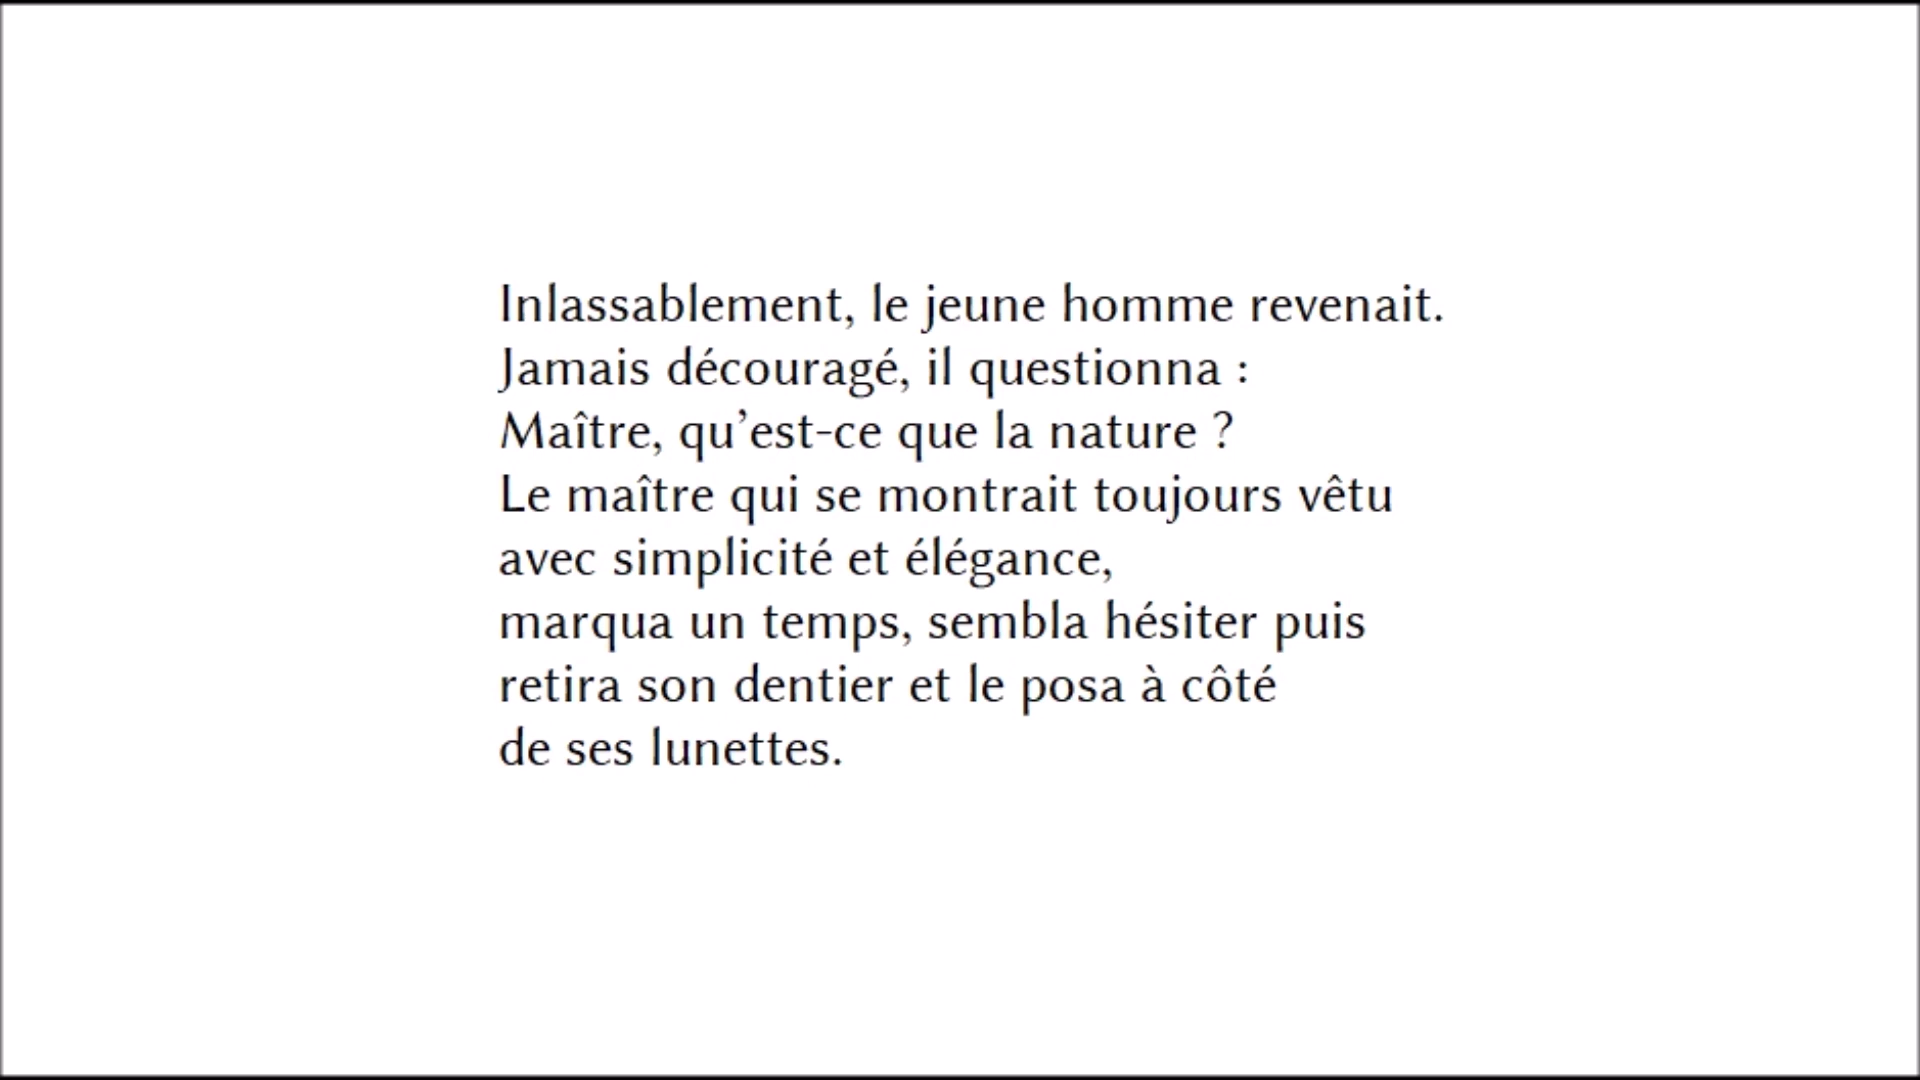 Inlassablement, le jeune homme revenait.
Jamais découragé, il questionna :
Maître, qu’est-ce que la nature ?
Le maître qui se montrait toujours vêtu
avec simplicité et élégance,
marqua un temps, sembla hésiter puis
retira son dentier et le posa à côté
de ses lunettes.